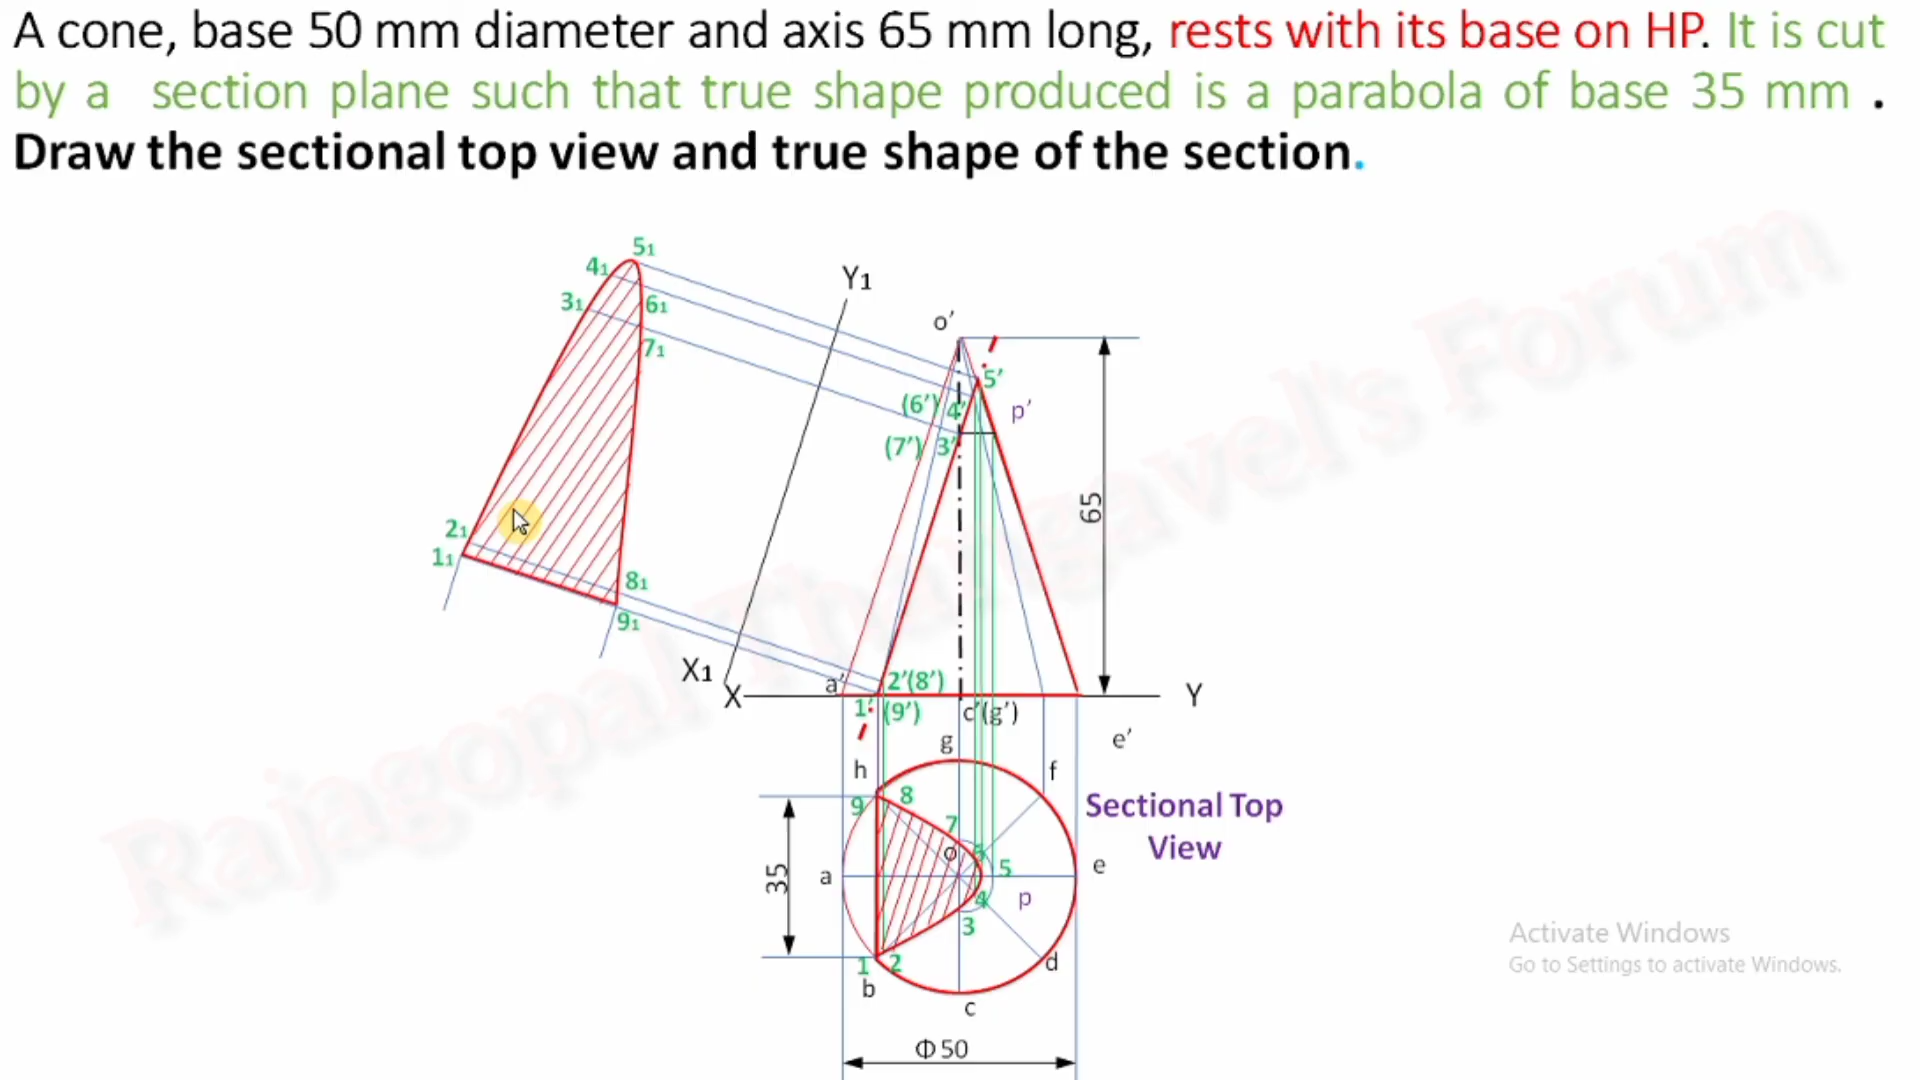 A cone, base 50 mm diameter and axis 65 mm long, rests with its base on HP. It is cut
by a section plane such that true shape produced is a parabola of base 35 mm .
Draw the sectional top view and true shape of the section.
5₁
4₁
Y₁
3₁
6₁
o'
7₁
5'
(6') 4' p'
(7') 3'
65
2₁
1₁
8₁
9₁
X₁
a' 2'(8')
X Y
1' (9') c'(g')
g e'
h f
9 8
Sectional Top
View
7
o 6
5 e
35 a
4 p
3
1 2 d
b
c
Φ50
Rajagopal Thangavel's Forum
Activate Windows
Go to Settings to activate Windows.